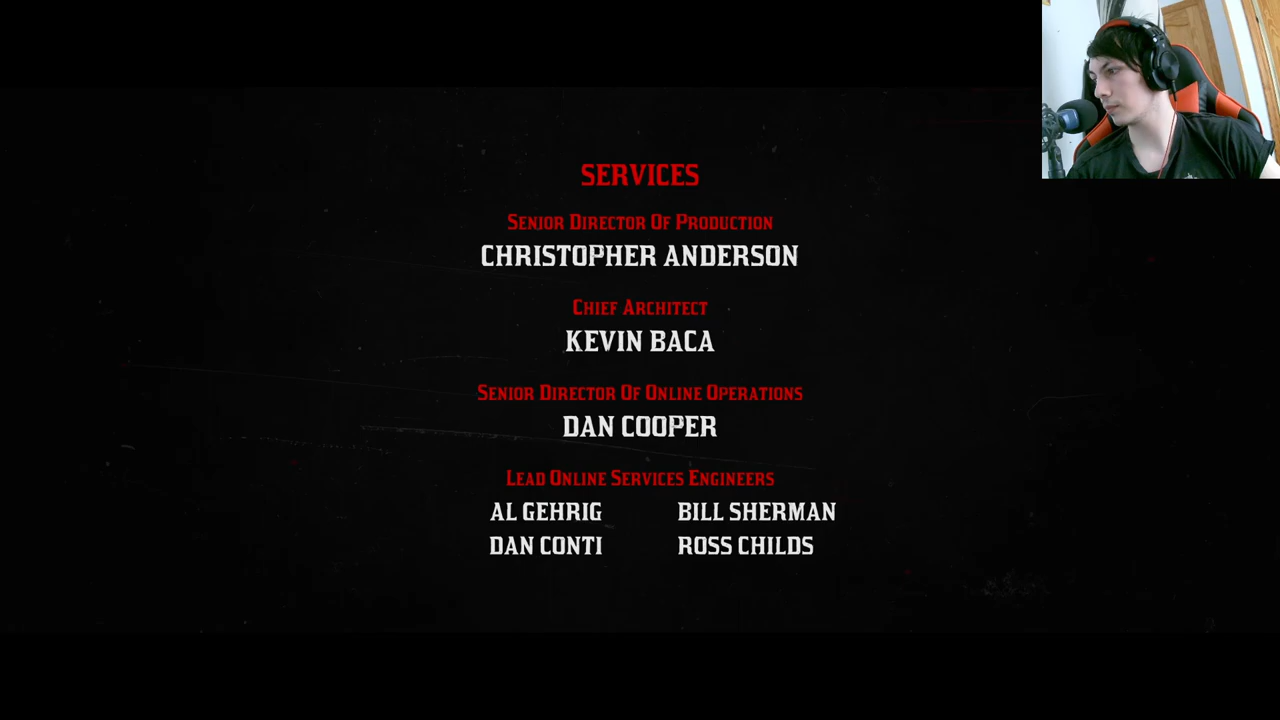 SERVICES
SENIOR DIRECTOR OF PRODUCTION
CHRISTOPHER ANDERSON
CHIEF ARCHITECT
KEVIN BACA
SENIOR DIRECTOR OF ONLINE OPERATIONS
DAN COOPER
LEAD ONLINE SERVICES ENGINEERS
AL GEHRIG BILL SHERMAN
DAN CONTI ROSS CHILDS